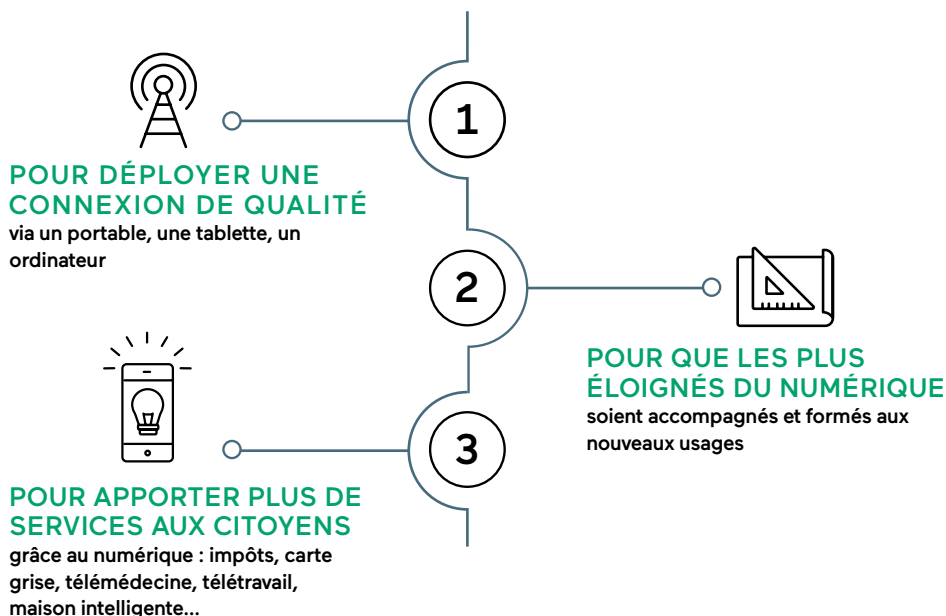 1
POUR DÉPLOYER UNE
CONNEXION DE QUALITÉ
via un portable, une tablette, un
ordinateur
2
POUR QUE LES PLUS
ÉLOIGNÉS DU NUMÉRIQUE
soient accompagnés et formés aux
nouveaux usages
3
POUR APPORTER PLUS DE
SERVICES AUX CITOYENS
grâce au numérique : impôts, carte
grise, télémédecine, télétravail,
maison intelligente...